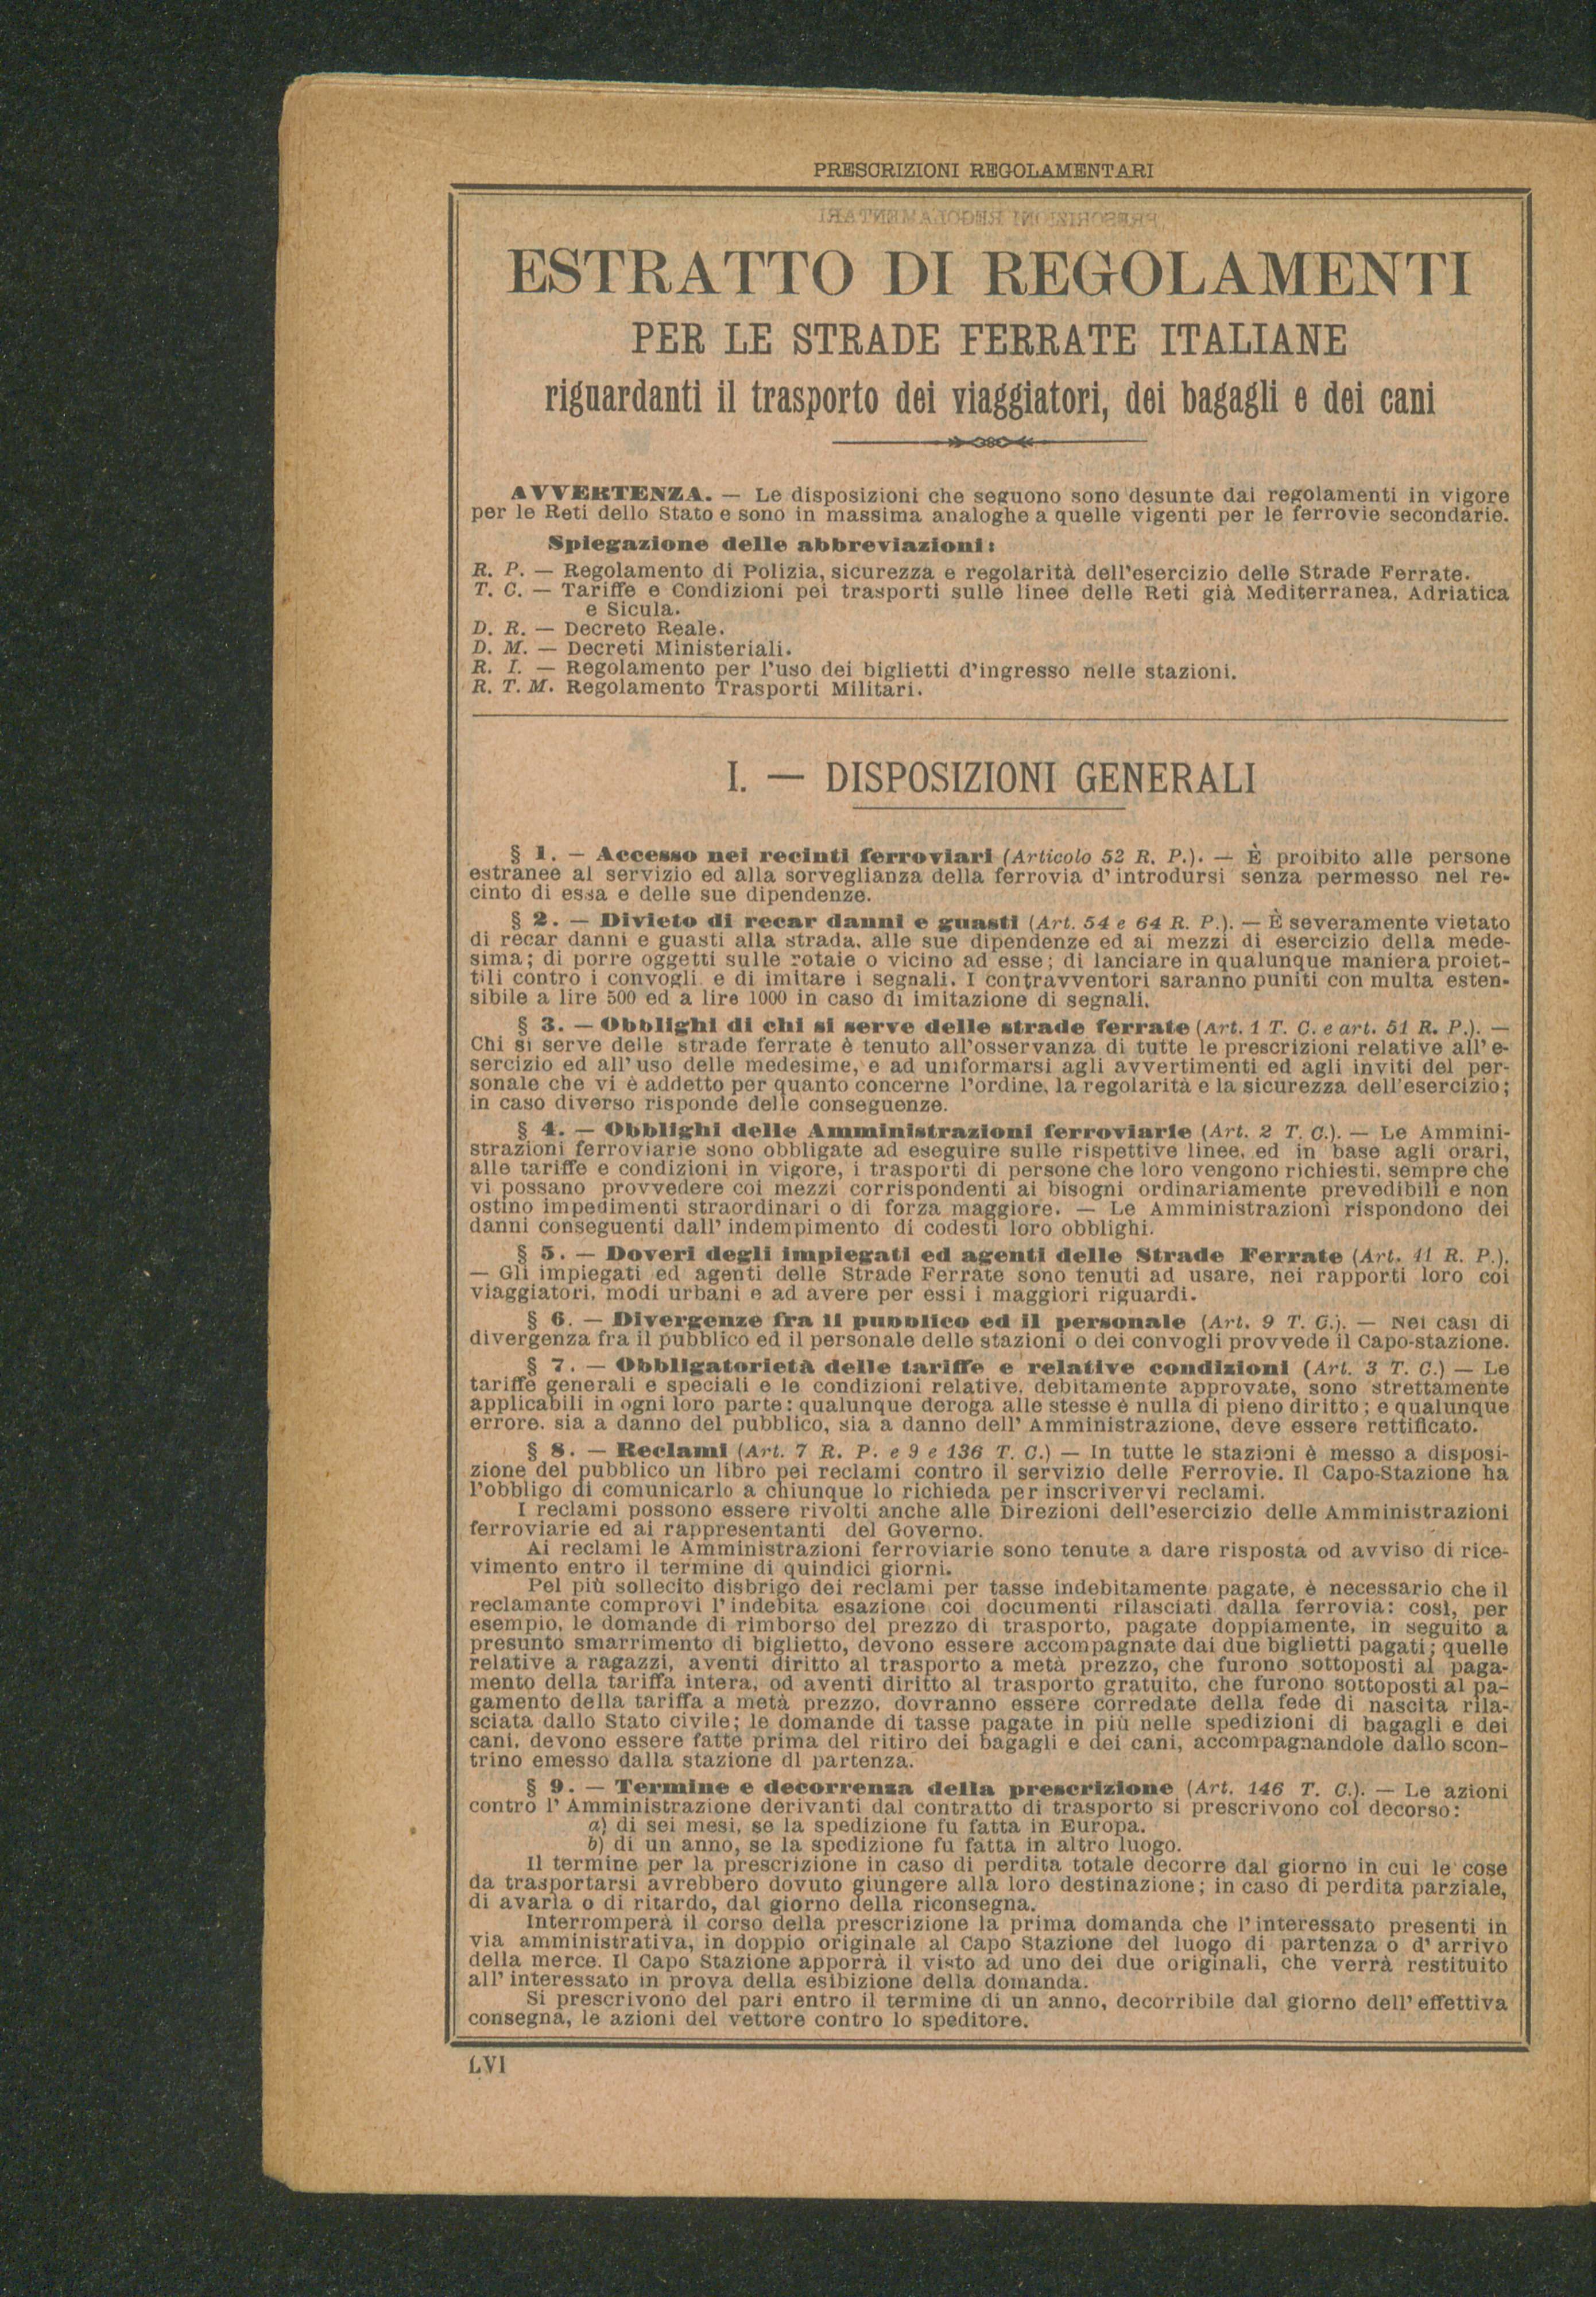 PRESCRIZIONI REGOLAMENTARI
ESTRATTO DI REGOLAMENTI
PER LE STRADE FERRATE ITALIANE
riguardanti il trasporto dei viaggiatori, dei bagagli e dei cani
AVVERTENZA. — Le disposizioni che seguono sono desunte dai regolamenti in vigore
per le Reti dello Stato e sono in massima analoghe a quelle vigenti per le ferrovie secondarie.
Spiegazione delle abbreviazioni:
R. P. — Regolamento di Polizia, sicurezza e regolarità dell'esercizio delle Strade Ferrate.
T. C. — Tariffe e Condizioni pei trasporti sulle linee delle Reti già Mediterranea, Adriatica
e Sicula.
D. R. — Decreto Reale.
D. M. — Decreti Ministeriali.
R. I. — Regolamento per l'uso dei biglietti d'ingresso nelle stazioni.
R. T. M. Regolamento Trasporti Militari.
I. — DISPOSIZIONI GENERALI
§ 1. — Accesso nei recinti ferroviari (Articolo 52 R. P.). — È proibito alle persone
estranee al servizio ed alla sorveglianza della ferrovia d'introdursi senza permesso nel re-
cinto di essa e delle sue dipendenze.
§ 2. — Divieto di recar danni e guasti (Art. 54 e 64 R. P.). — È severamente vietato
di recar danni e guasti alla strada, alle sue dipendenze ed ai mezzi di esercizio della mede-
sima; di porre oggetti sulle rotaie o vicino ad esse; di lanciare in qualunque maniera proiet-
tili contro i convogli e di imitare i segnali. I contravventori saranno puniti con multa esten-
sibile a lire 500 ed a lire 1000 in caso di imitazione di segnali.
§ 3. — Obblighi di chi si serve delle strade ferrate (Art. 1 T. C. e art. 51 R. P.). —
Chi si serve delle strade ferrate è tenuto all'osservanza di tutte le prescrizioni relative all'e-
sercizio ed all'uso delle medesime, e ad uniformarsi agli avvertimenti ed agli inviti del per-
sonale che vi è addetto per quanto concerne l'ordine, la regolarità e la sicurezza dell'esercizio;
in caso diverso risponde delle conseguenze.
§ 4. — Obblighi delle Amministrazioni ferroviarie (Art. 2 T. C.). — Le Ammini-
strazioni ferroviarie sono obbligate ad eseguire sulle rispettive linee, ed in base agli orari,
alle tariffe e condizioni in vigore, i trasporti di persone che loro vengono richiesti, sempre che
vi possano provvedere coi mezzi corrispondenti ai bisogni ordinariamente prevedibili e non
ostino impedimenti straordinari o di forza maggiore. — Le Amministrazioni rispondono dei
danni conseguenti dall'indempimento di codesti loro obblighi.
§ 5. — Doveri degli impiegati ed agenti delle Strade Ferrate (Art. 11 R. P.).
— Gli impiegati ed agenti delle Strade Ferrate sono tenuti ad usare, nei rapporti loro coi
viaggiatori, modi urbani e ad avere per essi i maggiori riguardi.
§ 6. — Divergenze fra il pubblico ed il personale (Art. 9 T. C.). — Nei casi di
divergenza fra il pubblico ed il personale delle stazioni o dei convogli provvede il Capo-stazione.
§ 7. — Obbligatorietà delle tariffe e relative condizioni (Art. 3 T. C.) — Le
tariffe generali e speciali e le condizioni relative, debitamente approvate, sono strettamente
applicabili in ogni loro parte: qualunque deroga alle stesse è nulla di pieno diritto; e qualunque
errore, sia a danno del pubblico, sia a danno dell'Amministrazione, deve essere rettificato.
§ 8. — Reclami (Art. 7 R. P. e 9 e 136 T. C.) — In tutte le stazioni è messo a disposi-
zione del pubblico un libro pei reclami contro il servizio delle Ferrovie. Il Capo-Stazione ha
l'obbligo di comunicarlo a chiunque lo richieda per inscrivervi reclami.
I reclami possono essere rivolti anche alle Direzioni dell'esercizio delle Amministrazioni
ferroviarie ed ai rappresentanti del Governo.
Ai reclami le Amministrazioni ferroviarie sono tenute a dare risposta od avviso di rice-
vimento entro il termine di quindici giorni.
Pel più sollecito disbrigo dei reclami per tasse indebitamente pagate, è necessario che il
reclamante comprovi l'indebita esazione coi documenti rilasciati dalla ferrovia: così, per
esempio, le domande di rimborso del prezzo di trasporto, pagate doppiamente, in seguito a
presunto smarrimento di biglietto, devono essere accompagnate dai due biglietti pagati; quelle
relative a ragazzi, aventi diritto al trasporto a metà prezzo, che furono sottoposti al paga-
mento della tariffa intera, od aventi diritto al trasporto gratuito, che furono sottoposti al pa-
gamento della tariffa a metà prezzo, dovranno essere corredate della fede di nascita rila-
sciata dallo Stato civile; le domande di tasse pagate in più nelle spedizioni di bagagli e dei
cani, devono essere fatte prima del ritiro dei bagagli e dei cani, accompagnandole dallo scon-
trino emesso dalla stazione di partenza.
§ 9. — Termine e decorrenza della prescrizione (Art. 146 T. C.). — Le azioni
contro l'Amministrazione derivanti dal contratto di trasporto si prescrivono col decorso:
a) di sei mesi, se la spedizione fu fatta in Europa.
b) di un anno, se la spedizione fu fatta in altro luogo.
Il termine per la prescrizione in caso di perdita totale decorre dal giorno in cui le cose
da trasportarsi avrebbero dovuto giungere alla loro destinazione; in caso di perdita parziale,
di avaria o di ritardo, dal giorno della riconsegna.
Interromperà il corso della prescrizione la prima domanda che l'interessato presenti in
via amministrativa, in doppio originale al Capo Stazione del luogo di partenza o d'arrivo
della merce. Il Capo Stazione apporrà il visto ad uno dei due originali, che verrà restituito
all'interessato in prova della esibizione della domanda.
Si prescrivono del pari entro il termine di un anno, decorribile dal giorno dell'effettiva
consegna, le azioni del vettore contro lo speditore.
LVI